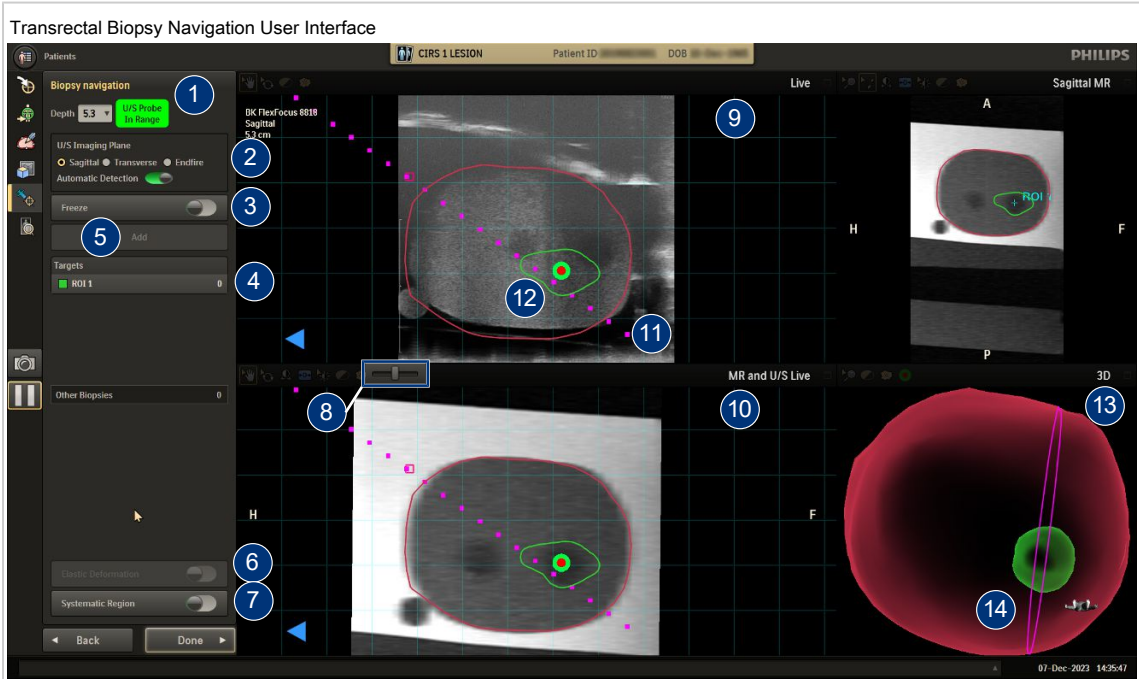 Transrectal Biopsy Navigation User Interface
Patients
CIRS 1 LESION
Patient ID
DOB
PHILIPS
Biopsy navigation
1
Depth 5.3
U/S Probe
In Range
U/S Imaging Plane
2
Sagittal Transverse Endfire
Automatic Detection
Freeze
3
5
Add
Targets
ROI 1 0
4
Other Biopsies 0
Elastic Deformation
6
Systematic Region
7
Back
Done
Live
BK FlexFocus 8818
Sagittal
5.3 cm
9
12
11
Sagittal MR
A
ROI
H
F
P
8
MR and U/S Live
10
H
F
3D
13
14
07-Dec-2023 14:35:47